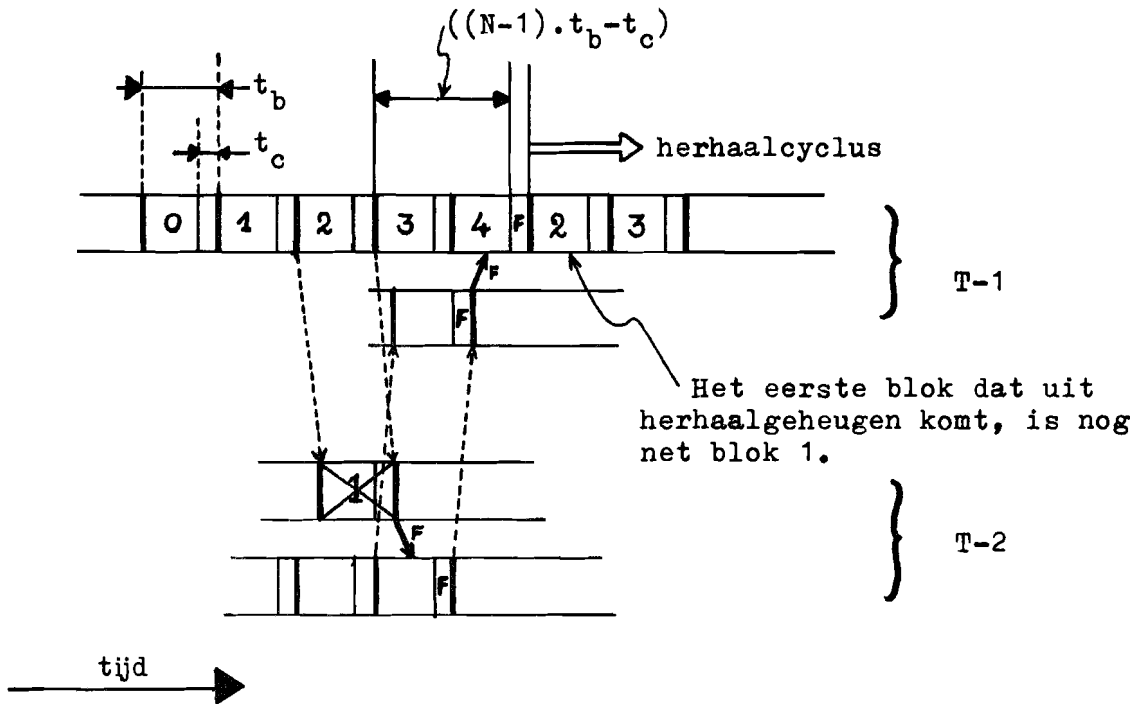 ((N-1).t_b-t_c)
t_b
t_c
herhaalcyclus
0 1 2 3 4 F 2 3
F
T-1
F
Het eerste blok dat uit
herhaalgeheugen komt, is nog
net blok 1.
1
F
T-2
F
tijd